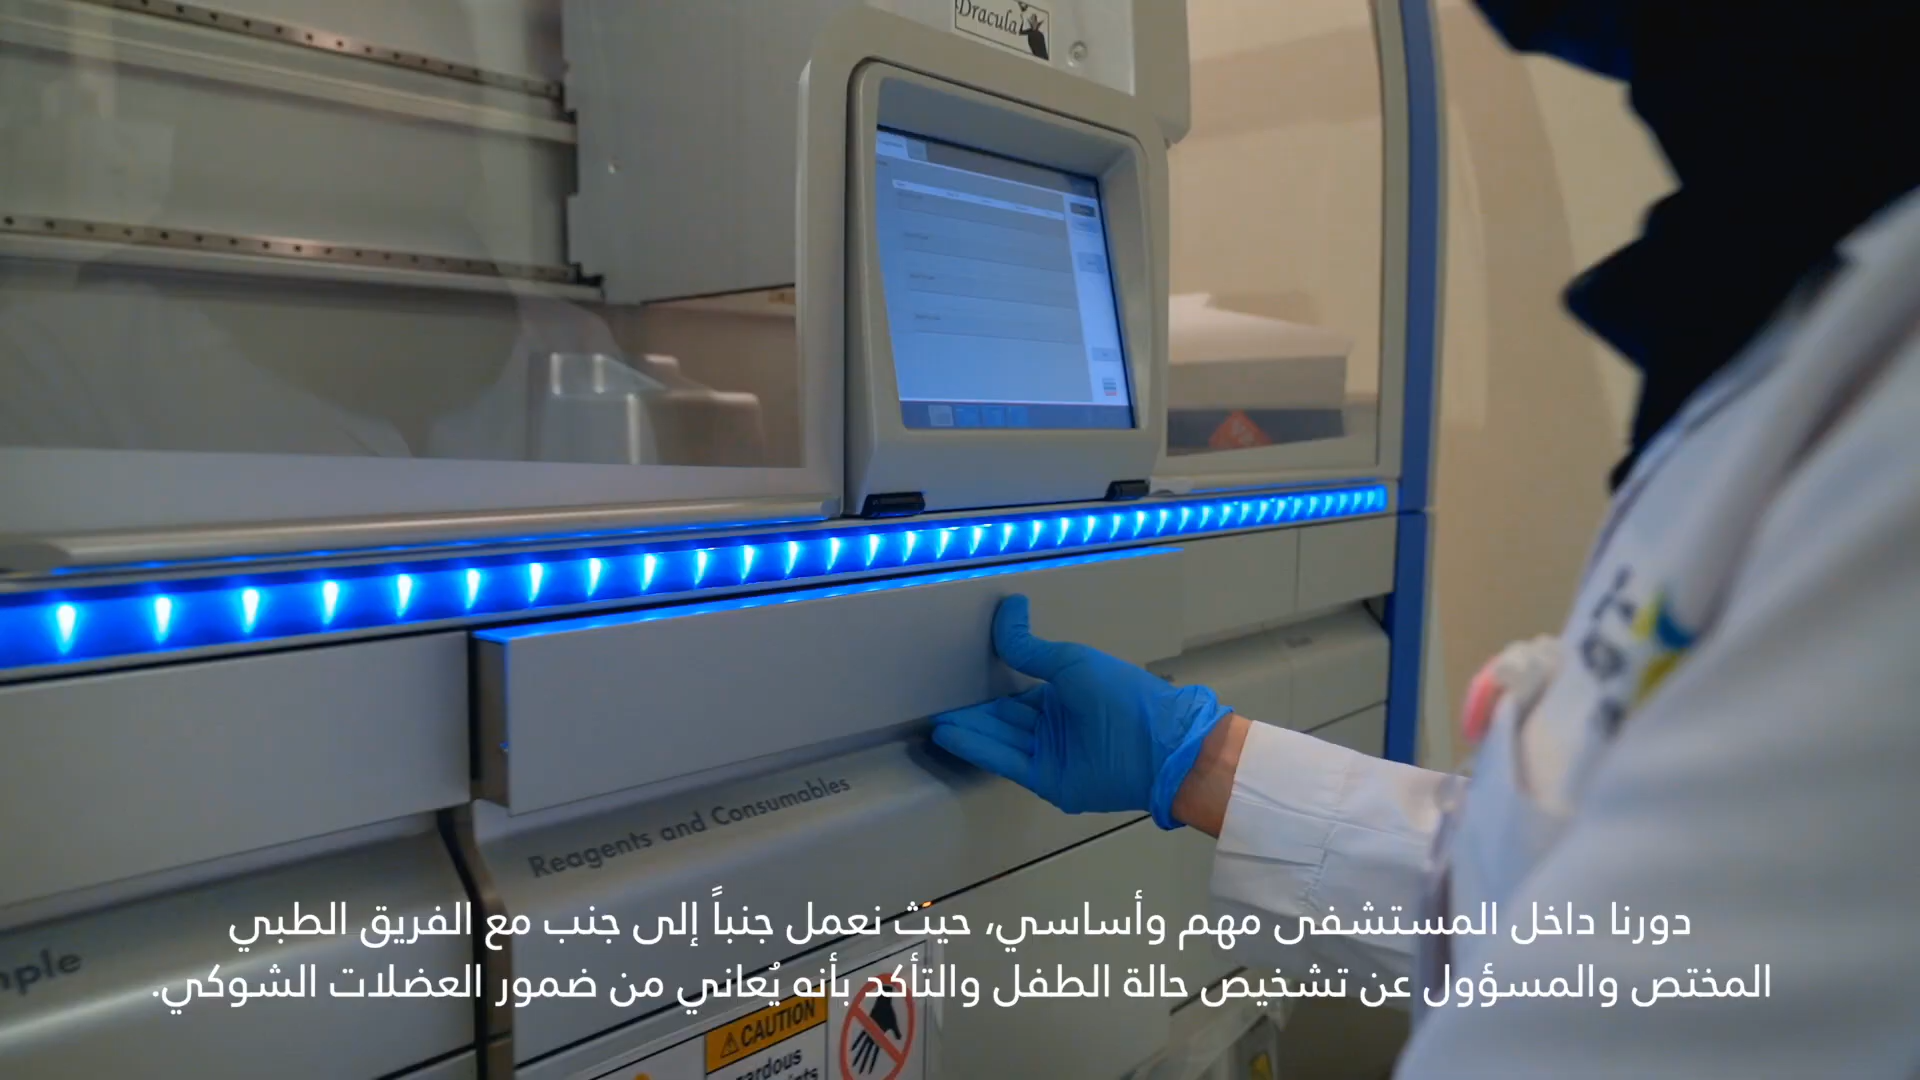 Dracula
Reagents and Consumables
دورنا داخل المستشفى مهم وأساسي، حيث نعمل جنباً إلى جنب مع الفريق الطبي
المختص والمسؤول عن تشخيص حالة الطفل والتأكد بأنه يُعاني من ضمور العضلات الشوكي.
CAUTION